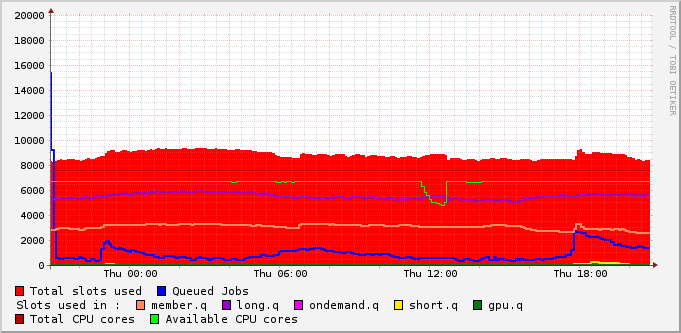 20000
18000
16000
14000
12000
10000
8000
6000
4000
2000
0
Thu 00:00 Thu 06:00 Thu 12:00 Thu 18:00
Total slots used Queued Jobs
Slots used in : member.q long.q ondemand.q short.q gpu.q
Total CPU cores Available CPU cores
RRDTOOL / TOBI OETIKER